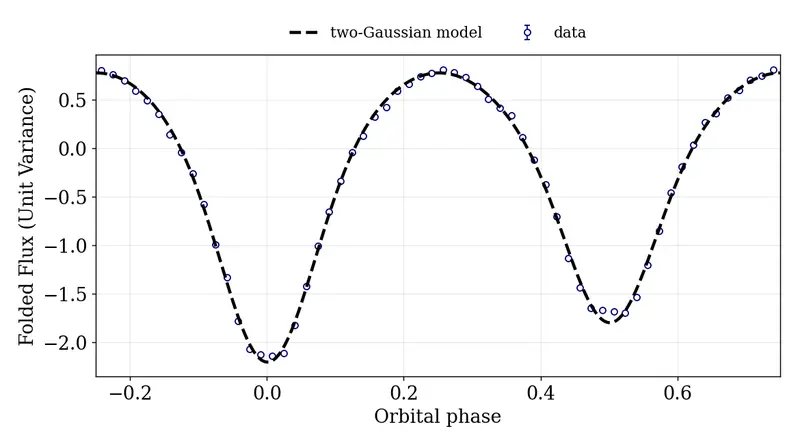 two-Gaussian model data
Folded Flux (Unit Variance)
0.5
0.0
−0.5
−1.0
−1.5
−2.0
−0.2 0.0 0.2 0.4 0.6
Orbital phase